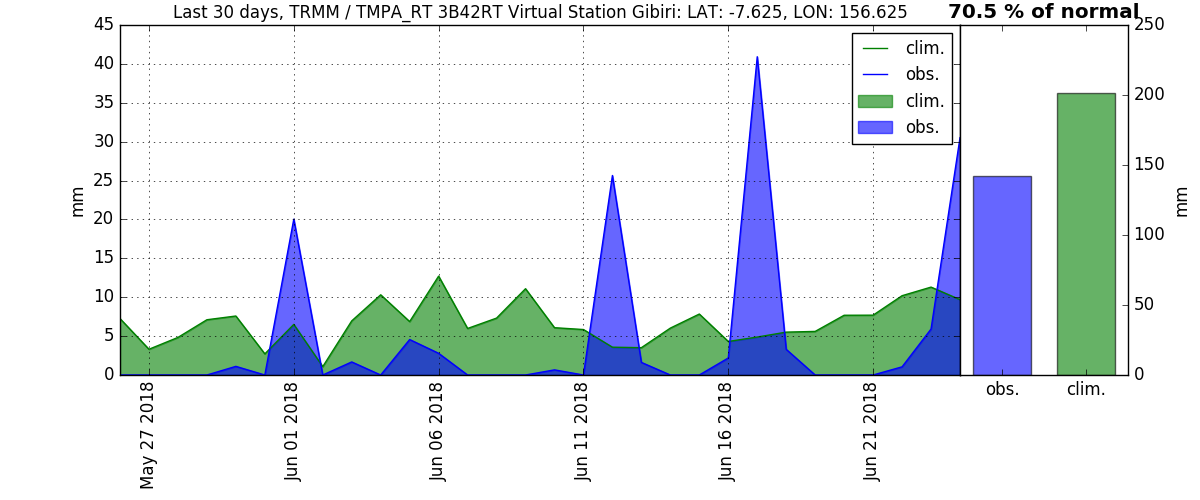 Last 30 days, TRMM / TMPA_RT 3B42RT Virtual Station Gibiri: LAT: -7.625, LON: 156.625
70.5 % of normal
45
40
35
30
25
20
15
10
5
0
mm
clim.
obs.
clim.
obs.
May 27 2018
Jun 01 2018
Jun 06 2018
Jun 11 2018
Jun 16 2018
Jun 21 2018
250
200
150
100
50
0
mm
obs.
clim.